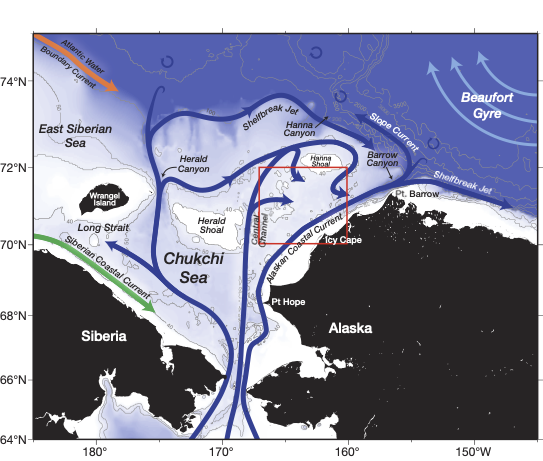 74°N
72°N
70°N
68°N
66°N
64°N
180°
170°W
160°W
150°W
Atlantic Water
Boundary Current
East Siberian
Sea
Wrangel
Island
Long Strait
Siberian Coastal Current
Siberia
Herald
Canyon
Herald
Shoal
Chukchi
Sea
Shelfbreak Jet
Hanna
Canyon
Hanna
Shoal
Central
Channel
Alaskan Coastal Current
Icy Cape
Pt Hope
Alaska
Slope Current
Barrow
Canyon
Pt. Barrow
Shelfbreak Jet
Beaufort
Gyre